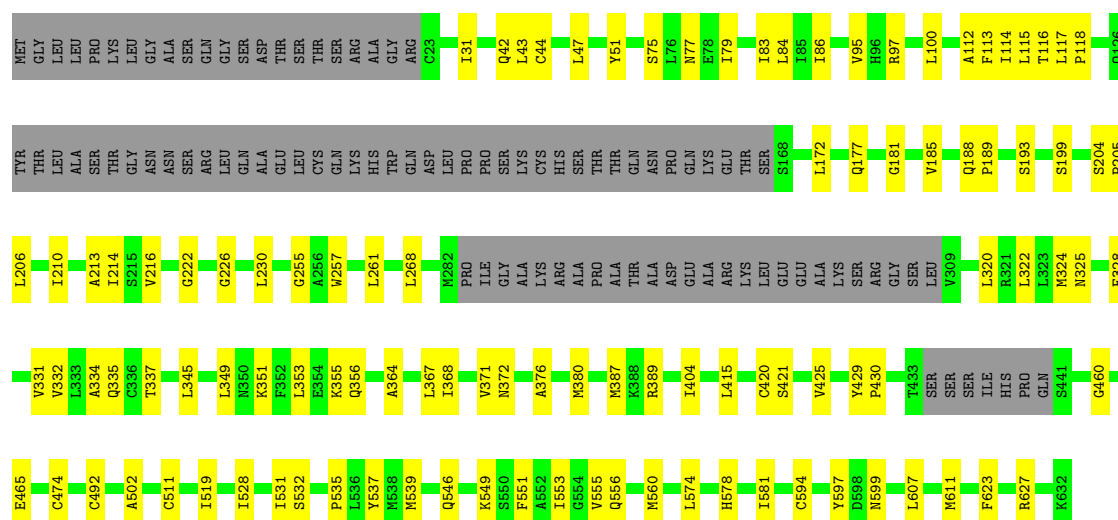 MET GLY LEU LEU PRO LYS LEU GLY ALA SER GLN GLY SER ASP THR SER THR SER ARG ALA GLY ARG C23 I31 Q42 L43 C44 L47 Y51 S75 L76 N77 E78 I79 I83 L84 I85 I86 V95 H96 R97 L100 A112 F113 I114 L115 T116 L117 P118 Q126
TYR THR LEU ALA SER THR GLY ASN ASN SER ARG LEU GLN ALA GLU LEU CYS GLN LYS HIS TRP GLN ASP LEU PRO PRO SER LYS CYS HIS SER THR THR GLN ASN PRO GLN LYS GLU THR SER S168 L172 Q177 G181 V185 Q188 P189 S193 S199 S204 P205
L206 I210 A213 I214 S215 V216 G222 G226 L230 G255 A256 W257 L261 L268 M282 PRO ILE GLY ALA LYS ARG ALA PRO ALA THR ALA ASP GLU ALA ARG LYS LEU GLU GLU ALA LYS SER ARG GLY SER LEU V309 L320 R321 L322 L323 M324 N325
V331 V332 L333 A334 Q335 C336 T337 L345 L349 N350 K351 F352 L353 E354 K355 Q356 A364 L367 I368 V371 N372 A376 M380 M387 K388 R389 I404 L415 C420 S421 V425 Y429 P430 T433 SER SER SER ILE HIS PRO GLN S441 G460
E465 C474 C492 A502 C511 I519 I528 I531 S532 P535 L536 Y537 M538 M539 Q546 K549 S550 F551 A552 I553 G554 V555 Q556 M560 L574 H578 I581 C594 Y597 D598 N599 L607 M611 F623 R627 K632